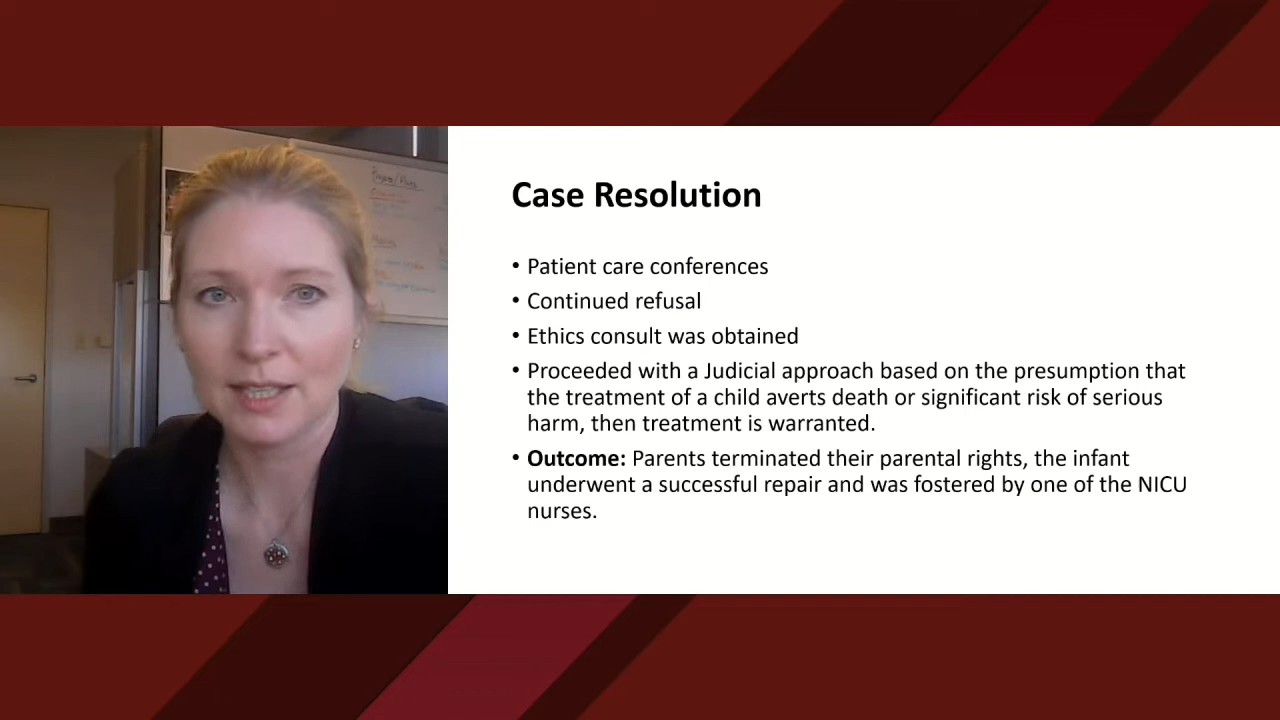 Case Resolution
• Patient care conferences
• Continued refusal
• Ethics consult was obtained
• Proceeded with a Judicial approach based on the presumption that
the treatment of a child averts death or significant risk of serious
harm, then treatment is warranted.
• Outcome: Parents terminated their parental rights, the infant
underwent a successful repair and was fostered by one of the NICU
nurses.